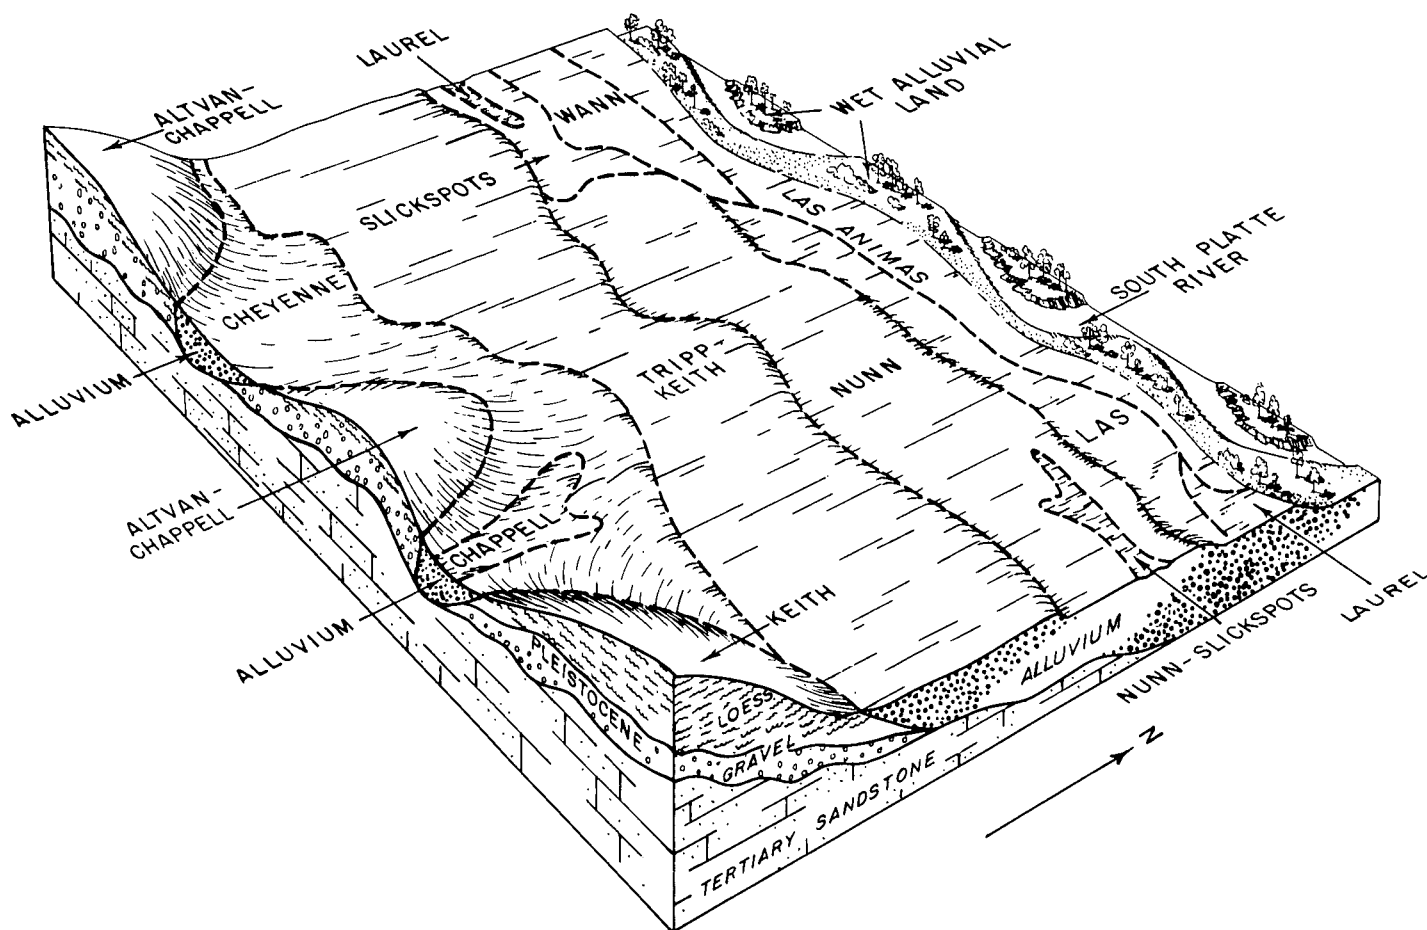 LAUREL
ALTVAN-
CHAPPELL
WANN
WET ALLUVIAL
LAND
SLICKSPOTS
LAS
ANIMAS
SOUTH PLATTE
RIVER
CHEYENNE
TRIPP-
KEITH
NUNN
LAS
ALLUVIUM
ALTVAN-
CHAPPELL
CHAPPELL
KEITH
ALLUVIUM
LAUREL
NUNN-SLICKSPOTS
ALLUVIUM
PLEISTOCENE
LOESS
GRAVEL
TERTIARY SANDSTONE
N